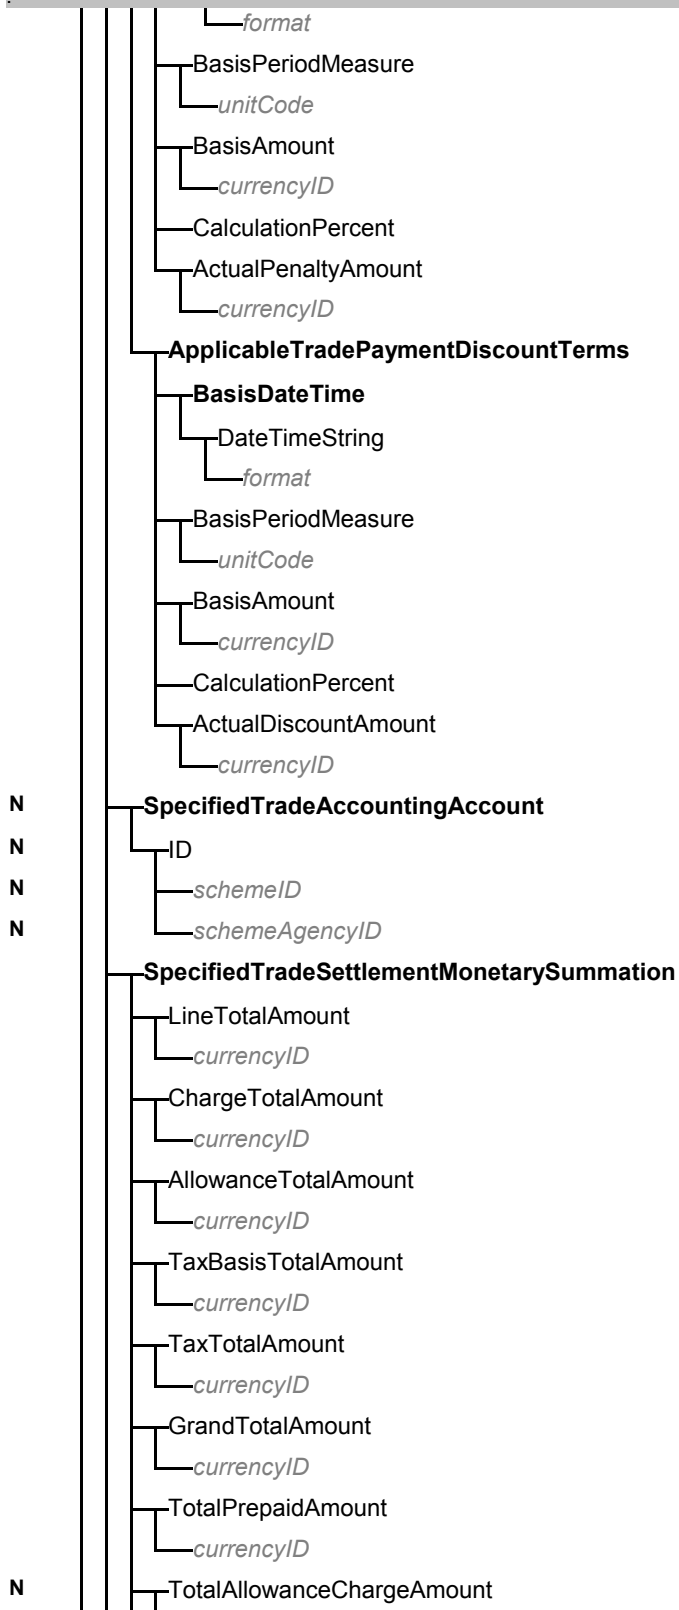 format
BasisPeriodMeasure
unitCode
BasisAmount
currencyID
CalculationPercent
ActualPenaltyAmount
currencyID
ApplicableTradePaymentDiscountTerms
BasisDateTime
DateTimeString
format
BasisPeriodMeasure
unitCode
BasisAmount
currencyID
CalculationPercent
ActualDiscountAmount
currencyID
N SpecifiedTradeAccountingAccount
N ID
N schemeID
N schemeAgencyID
SpecifiedTradeSettlementMonetarySummation
LineTotalAmount
currencyID
ChargeTotalAmount
currencyID
AllowanceTotalAmount
currencyID
TaxBasisTotalAmount
currencyID
TaxTotalAmount
currencyID
GrandTotalAmount
currencyID
TotalPrepaidAmount
currencyID
N TotalAllowanceChargeAmount